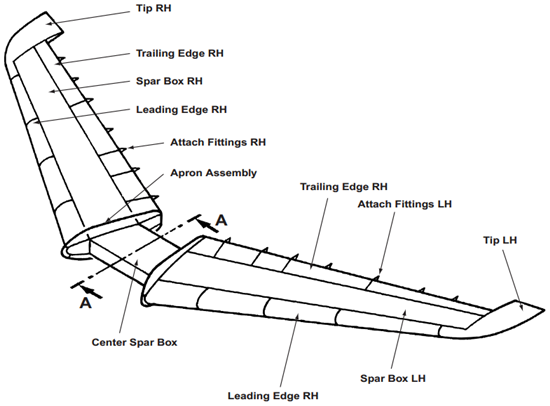 Tip RH
Trailing Edge RH
Spar Box RH
Leading Edge RH
Attach Fittings RH
Apron Assembly
A
Trailing Edge RH
Attach Fittings LH
Tip LH
A
Center Spar Box
Spar Box LH
Leading Edge RH